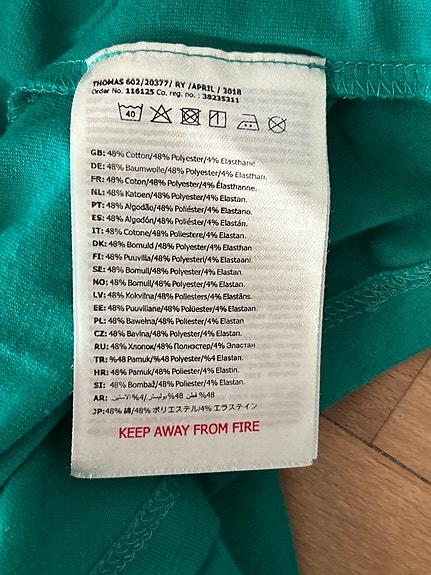 THOMAS 602/20377/ RY /APRIL / 2018
Order No. 116125 Co. reg. no. : 38235311
40
GB: 48% Cotton/48% Polyester/4% Elasthane
DE: 48% Baumwolle/48% Polyester/4% Elasthan.
FR: 48% Coton/48% Polyester/4% Élasthanne.
NL: 48% Katoen/48% Polyester/4% Elastan.
PT: 48% Algodão/48% Poliéster/4% Elastano.
ES: 48% Algodón/48% Poliéster/4% Elastán.
IT: 48% Cotone/48% Poliestere/4% Elastan.
DK: 48% Bomuld/48% Polyester/4% Elasthan
FI: 48% Puuvilla/48% Polyesteri/4% Elastaani.
SE: 48% Bomull/48% Polyester/4% Elastan.
NO: 48% Bomull/48% Polyester/4% Elastan.
LV: 48% Kokvilna/48% Poliesters/4% Elastāns.
EE: 48% Puuvillane/48% Polüester/4% Elastaan.
PL: 48% Bawełna/48% Poliester/4% Elastan.
CZ: 48% Bavlna/48% Polyester/4% Elastan.
RU: 48% Хлопок/48% Полиэстер/4% Эластан
TR: %48 Pamuk/%48 Polyester/%4 Elastan.
HR: 48% Pamuk/48% Poliester/4% Elastin.
SI: 48% Bombaž/48% Poliester/4% Elastan.
AR: 48% قطن 48% بوليستر/4% الاستين.
JP:48% 綿/48% ポリエステル/4% エラステイン
KEEP AWAY FROM FIRE